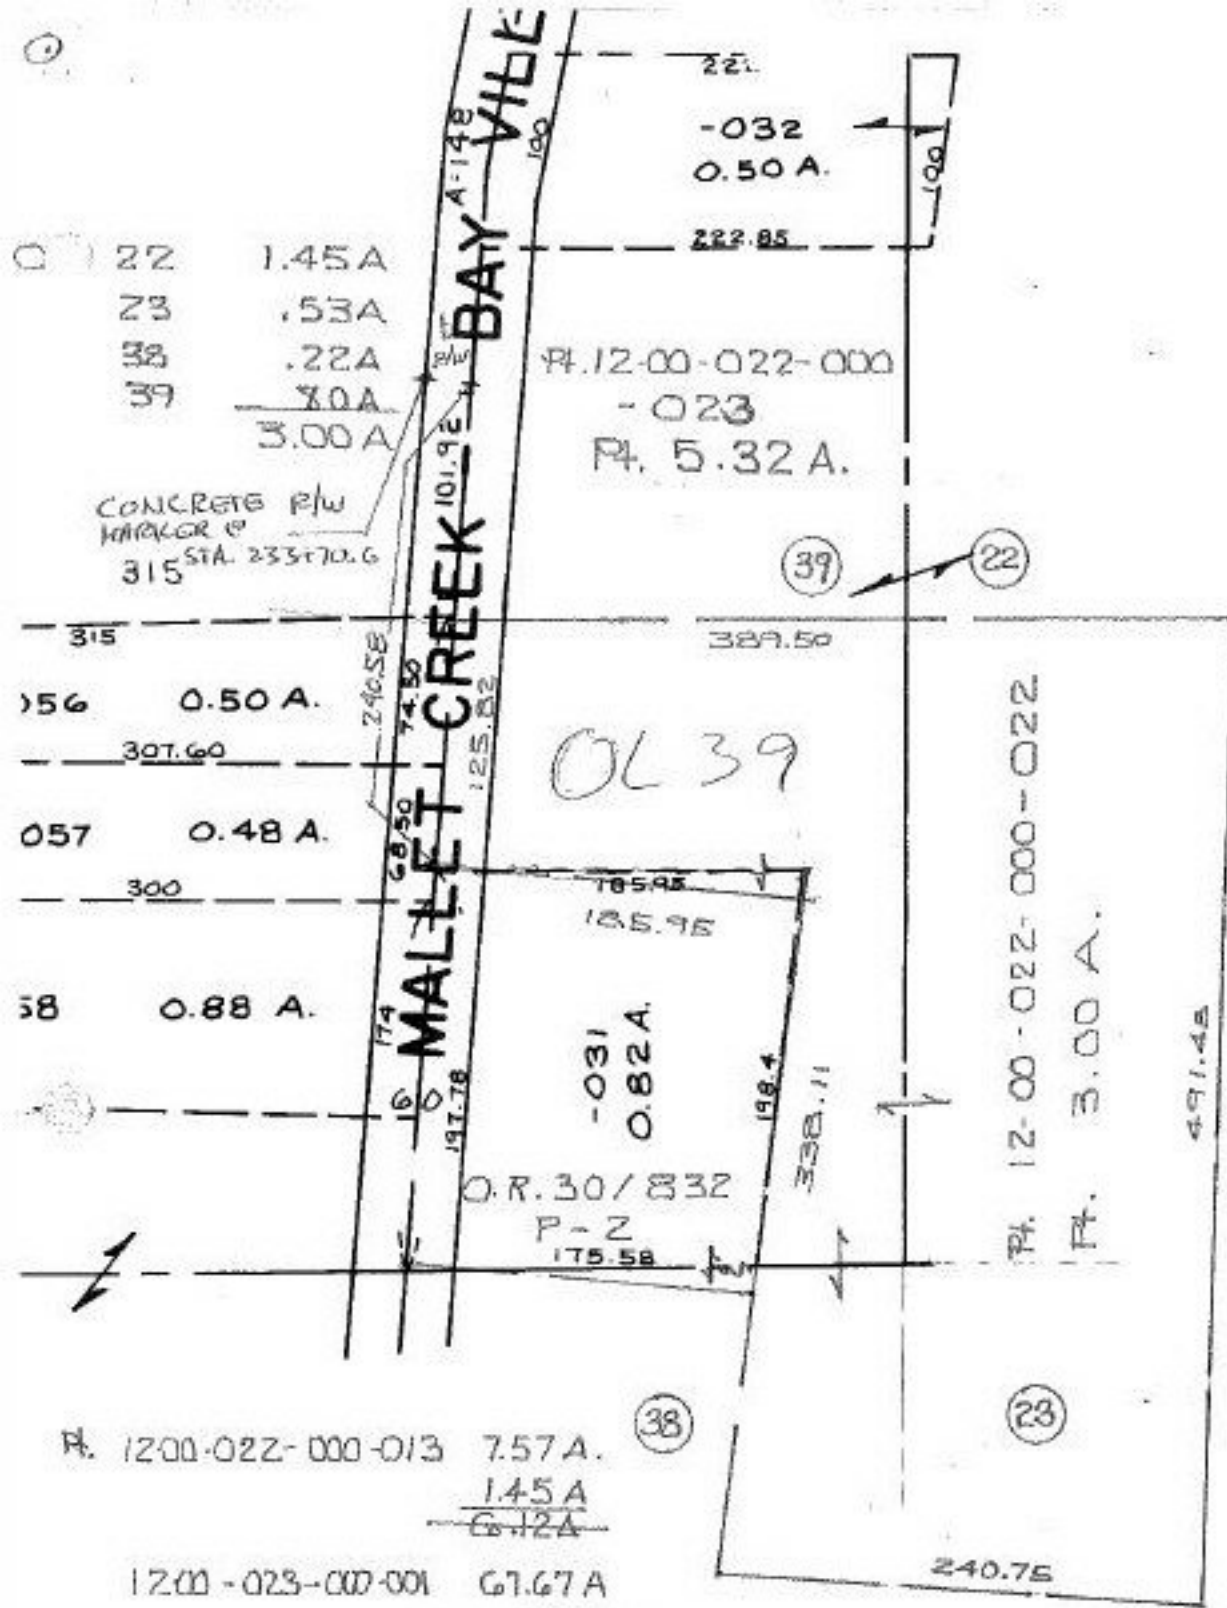 221.
-032
0.50 A.
100
222.85
A=148
100
22 1.45A
23 .53A
38 .22A
39 .80A
3.00 A
R/W
Pt. 12-00-022-000
-023
Pt. 5.32 A.
101.92
CONCRETE R/W
MARKER @
STA. 233+70.6
315
39
22
315
389.50
056 0.50 A.
240.58
74.50
125.82
307.60
OL 39
057 0.48 A.
68.50
300
185.95
185.95
58 0.88 A.
174
MALLET CREEK BAY
60
197.78
-031
0.82 A.
198.4
338.11
O.R. 30/832
P-2
175.58
Pt. 12-00-022-000-022
Pt. 3.00 A.
491.48
38
23
Pt. 1200-022-000-013 7.57 A.
1.45 A
6.12A
1200-023-000-001 67.67 A
240.75